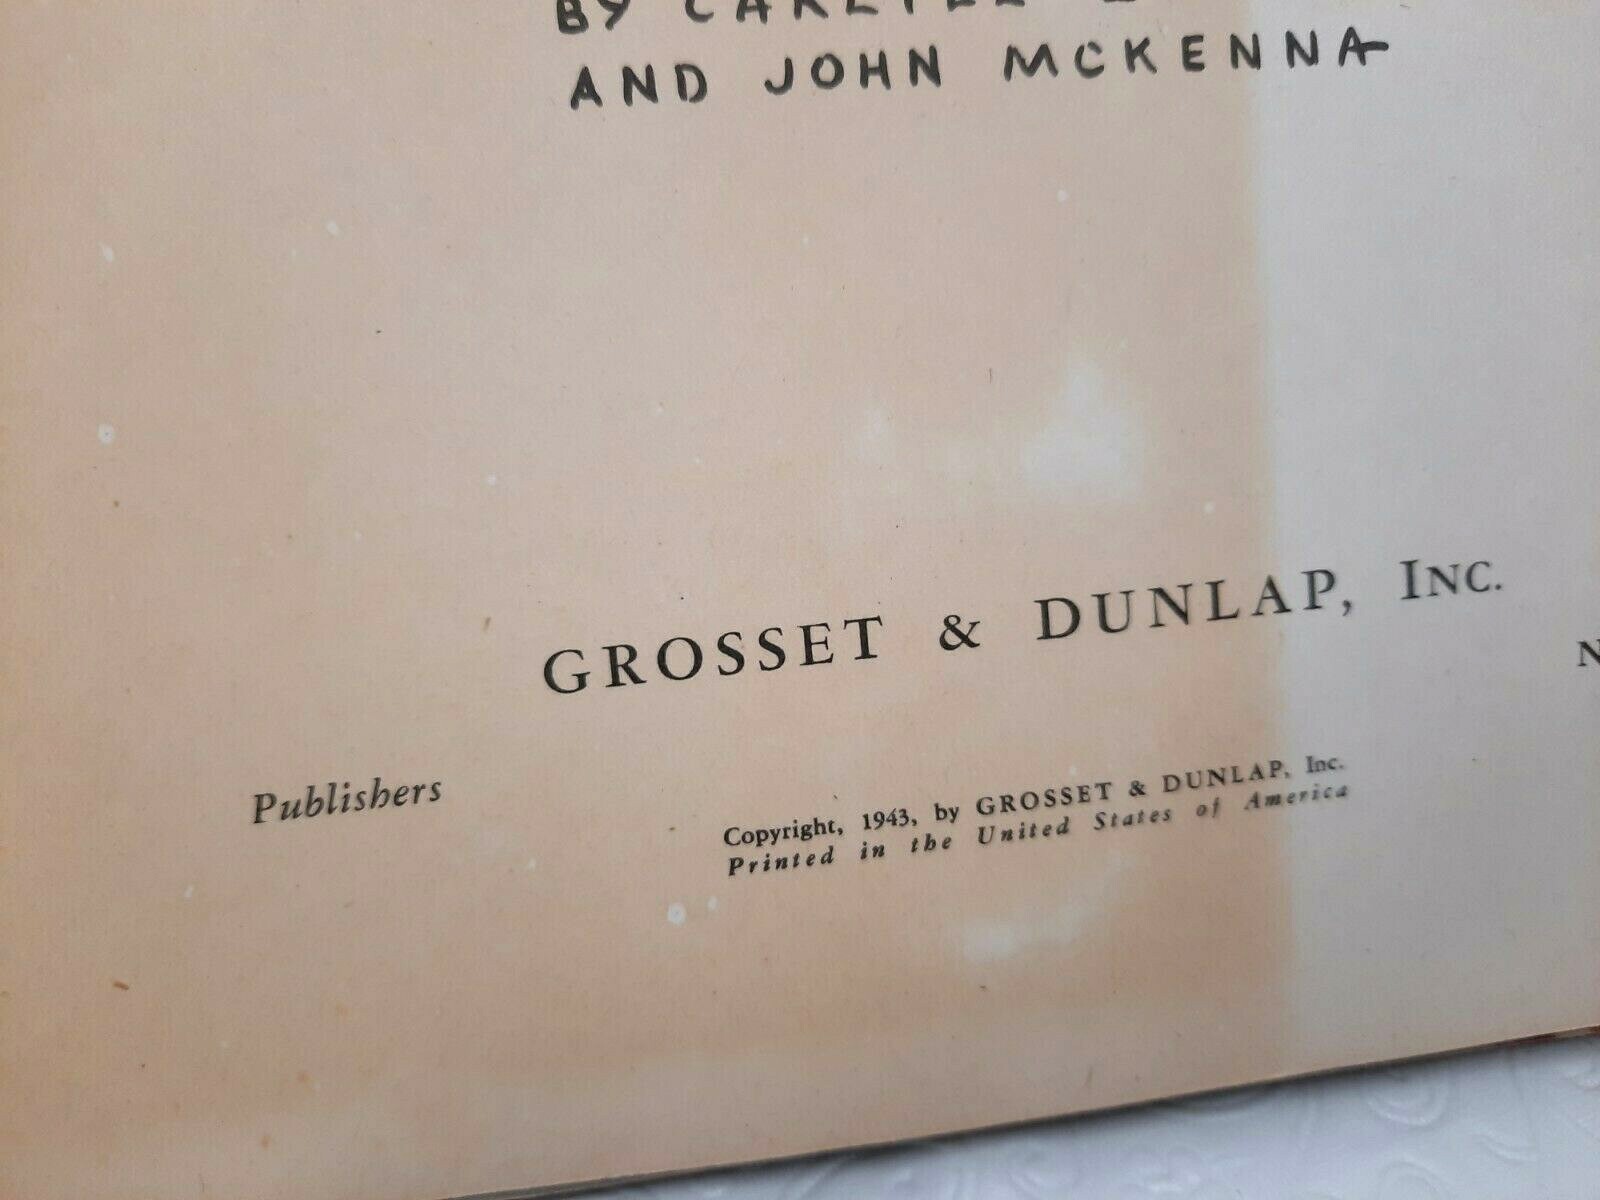 BY
AND JOHN MCKENNA
GROSSET & DUNLAP, INC.
Publishers
Copyright, 1943, by GROSSET & DUNLAP, Inc.
Printed in the United States of America